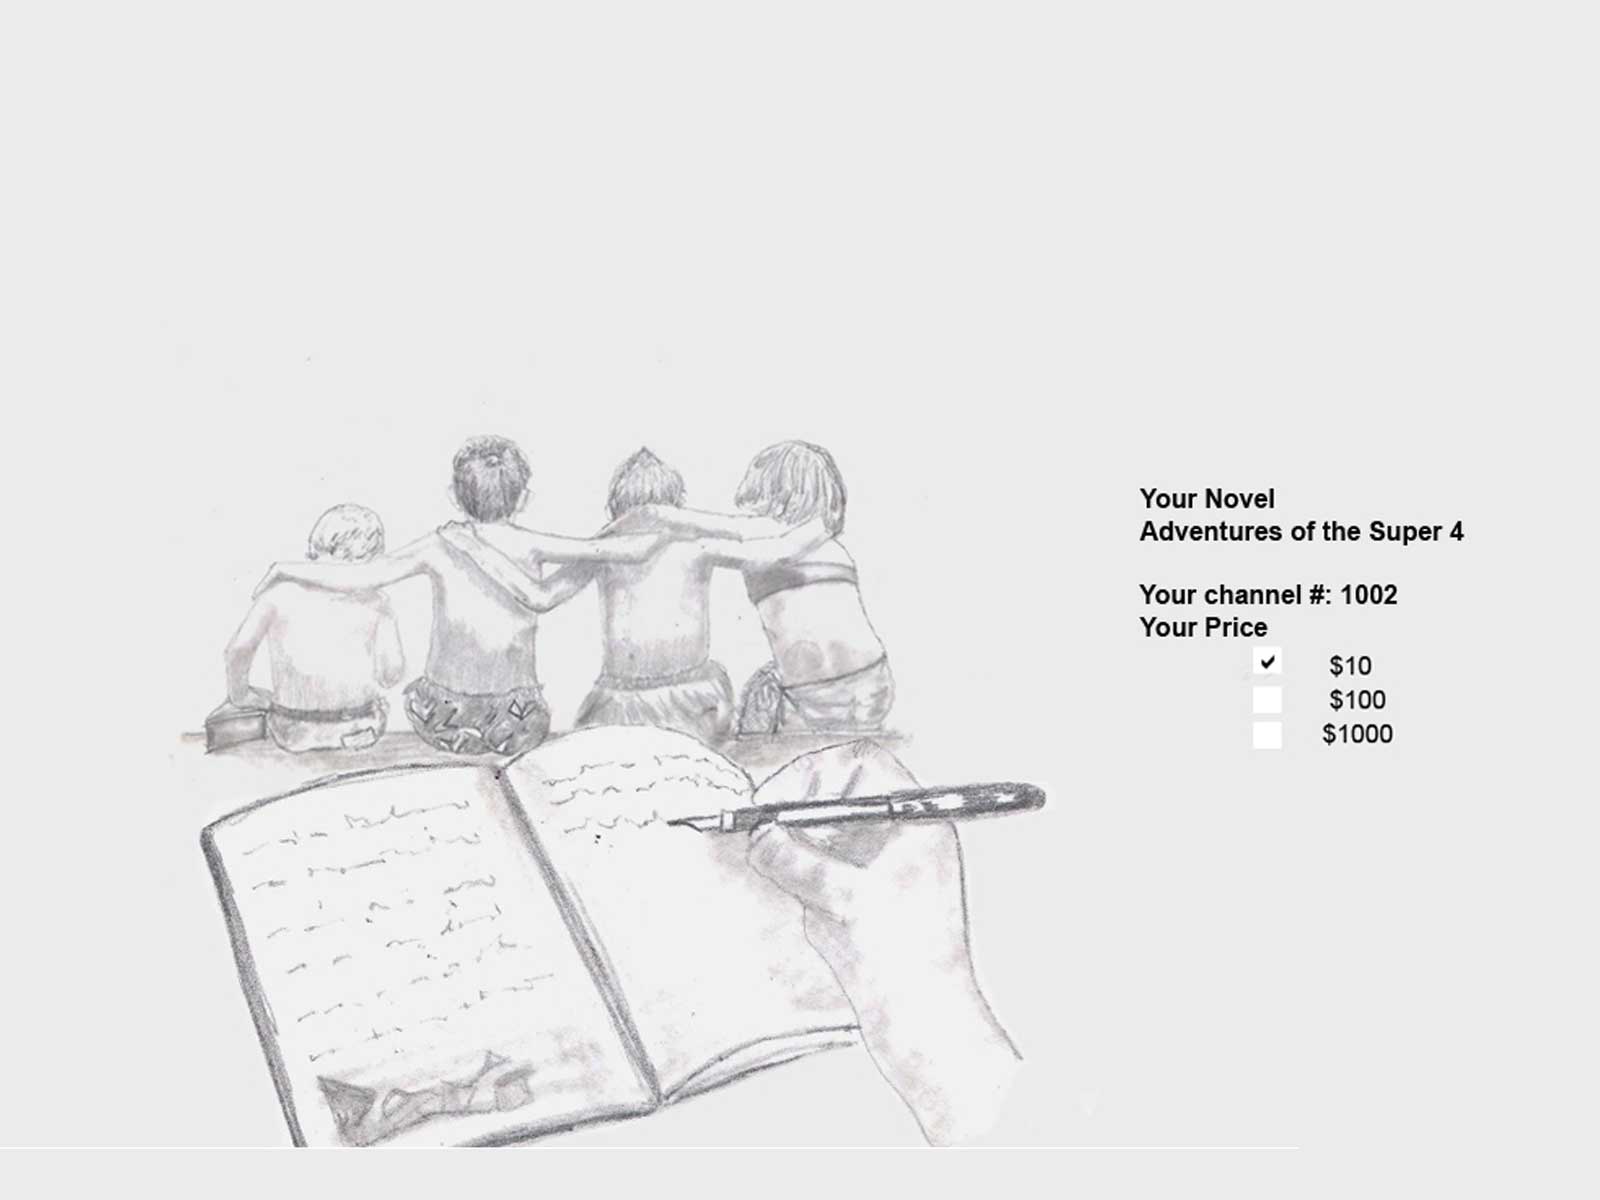 Your Novel
Adventures of the Super 4
Your channel #: 1002
Your Price
$10
$100
$1000